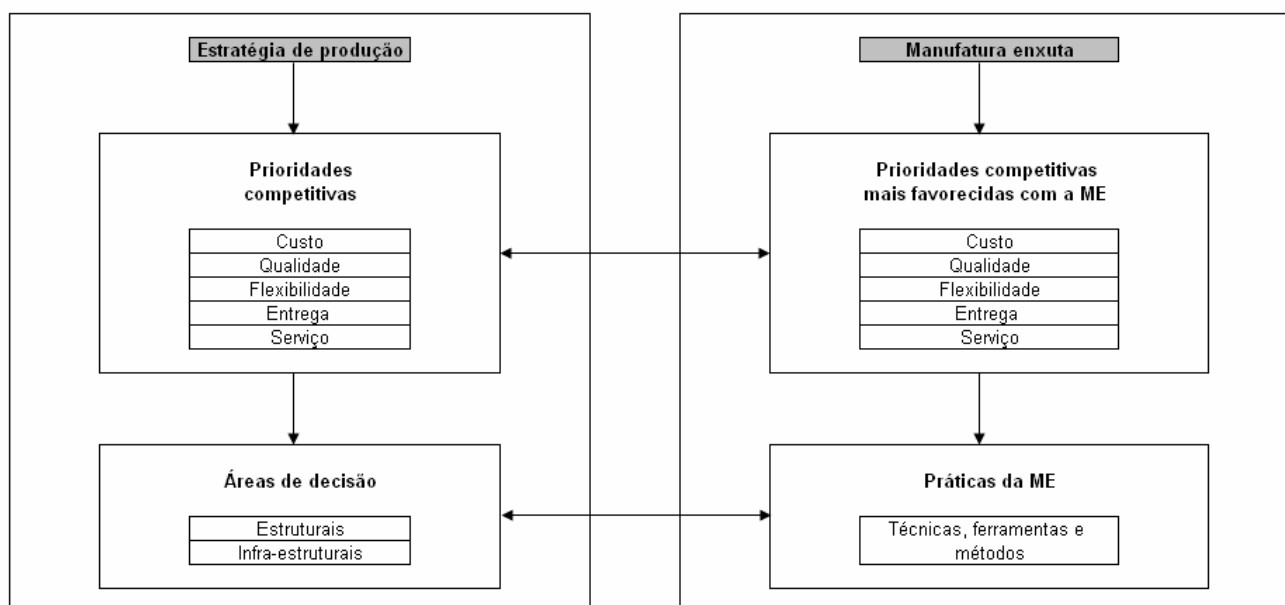 Estratégia de produção
Prioridades
competitivas
Custo
Qualidade
Flexibilidade
Entrega
Serviço
Áreas de decisão
Estruturais
Infra-estruturais
Manufatura enxuta
Prioridades competitivas
mais favorecidas com a ME
Custo
Qualidade
Flexibilidade
Entrega
Serviço
Práticas da ME
Técnicas, ferramentas e
métodos